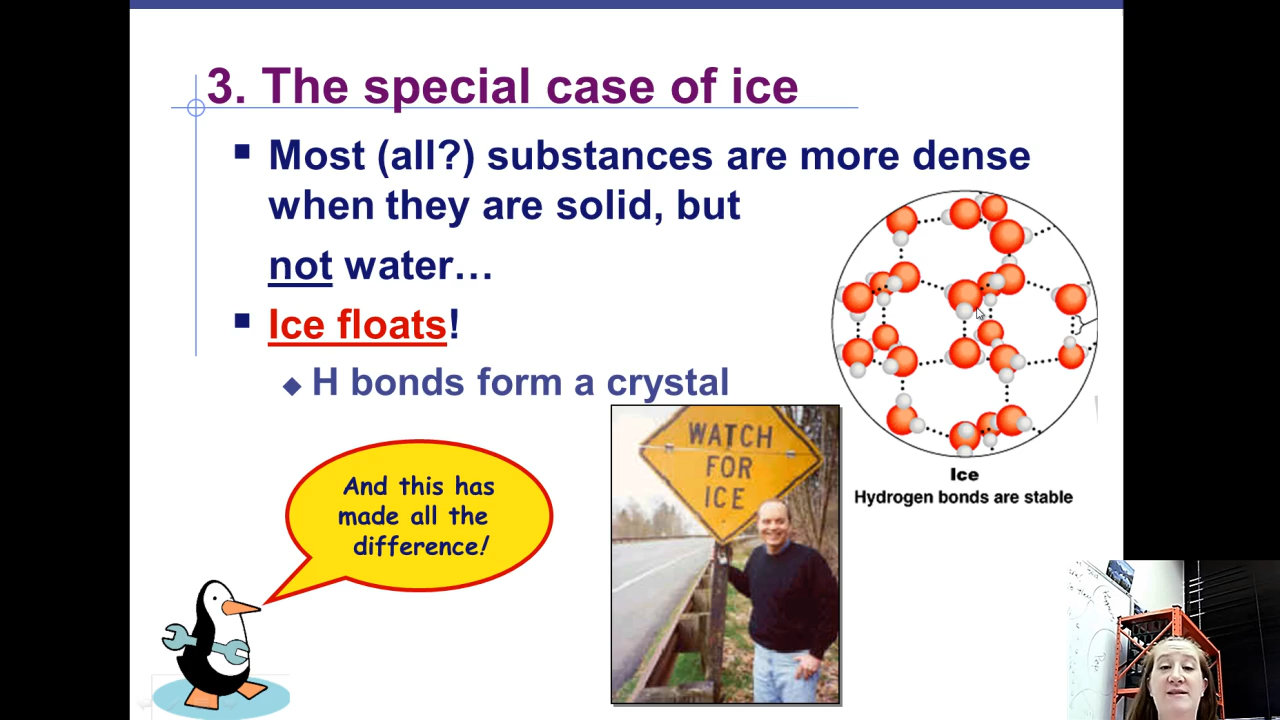 3. The special case of ice
▪ Most (all?) substances are more dense
when they are solid, but
not water…
▪ Ice floats!
◆ H bonds form a crystal
And this has
made all the
difference!
WATCH
FOR
ICE
Ice
Hydrogen bonds are stable